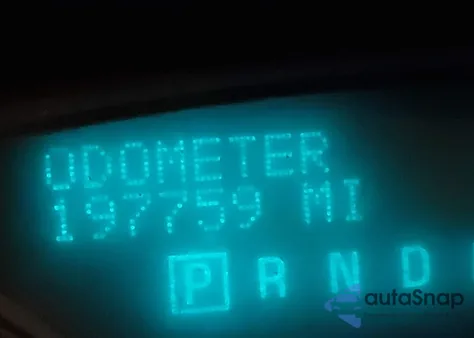 ODOMETER
197759 MI
P R N D
autoSnap